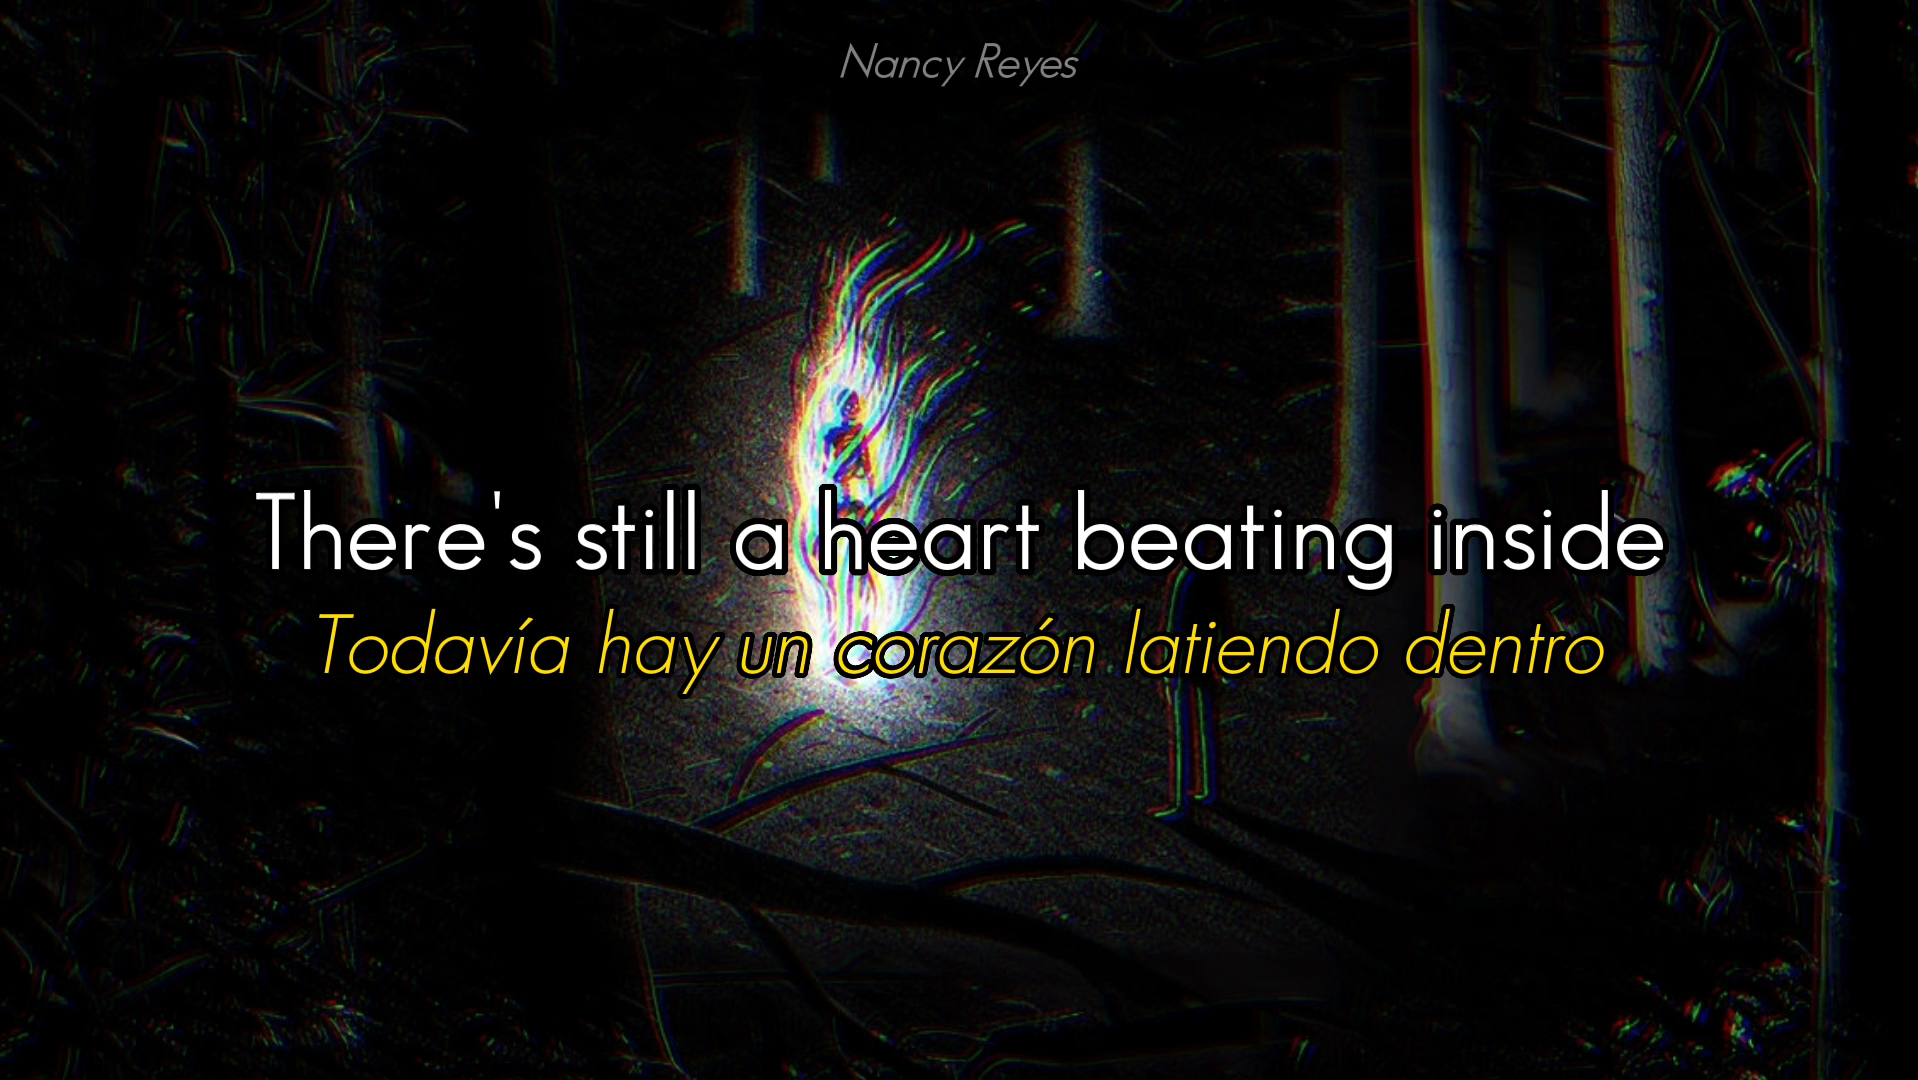 Nancy Reyes
There's still a heart beating inside
Todavía hay un corazón latiendo dentro